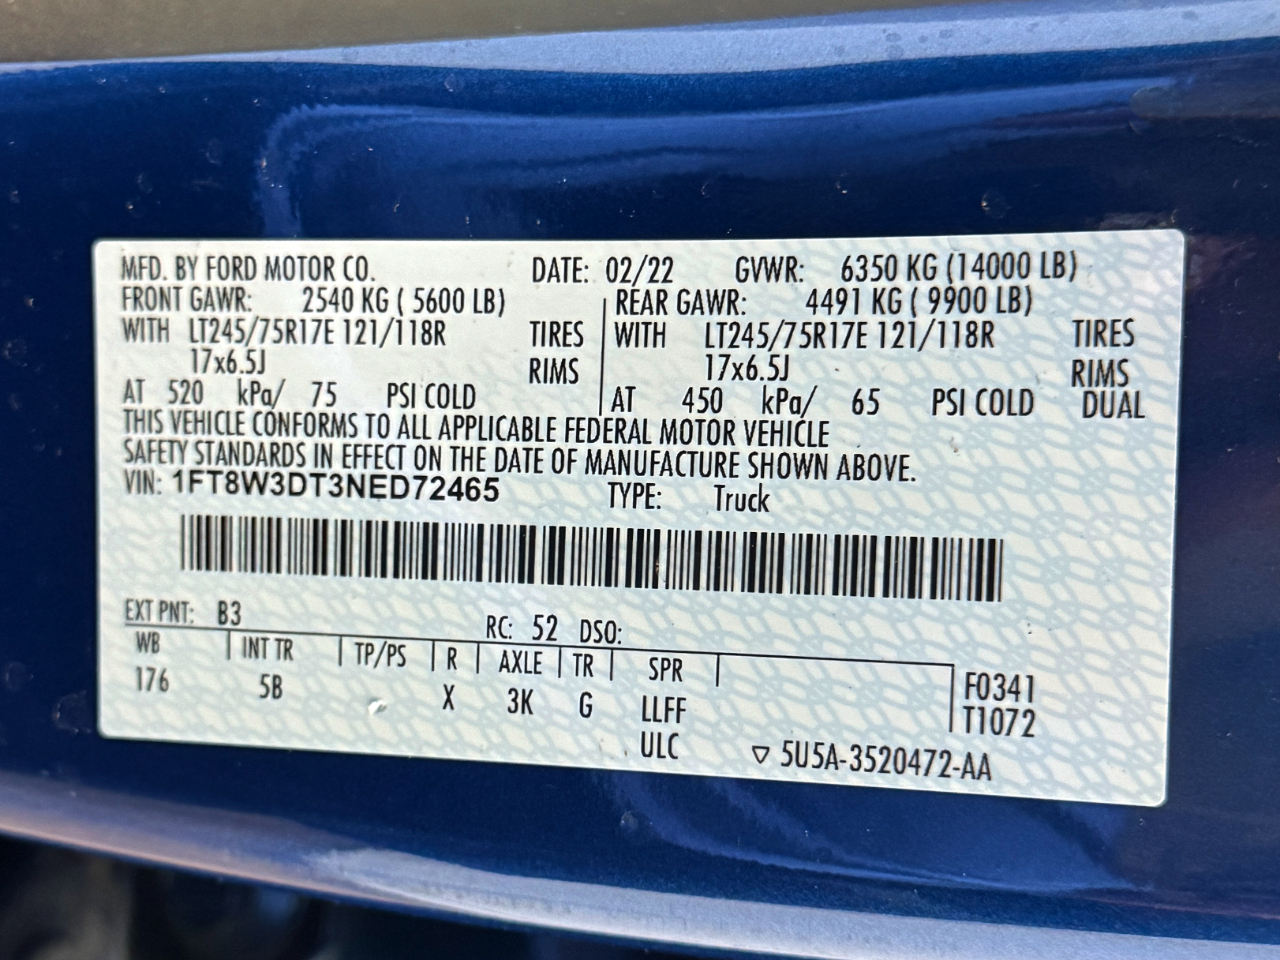 MFD. BY FORD MOTOR CO. DATE: 02/22 GVWR: 6350 KG (14000 LB)
FRONT GAWR: 2540 KG ( 5600 LB) REAR GAWR: 4491 KG ( 9900 LB)
WITH LT245/75R17E 121/118R TIRES WITH LT245/75R17E 121/118R TIRES
17x6.5J RIMS 17x6.5J RIMS
AT 520 kPa/ 75 PSI COLD AT 450 kPa/ 65 PSI COLD DUAL
THIS VEHICLE CONFORMS TO ALL APPLICABLE FEDERAL MOTOR VEHICLE
SAFETY STANDARDS IN EFFECT ON THE DATE OF MANUFACTURE SHOWN ABOVE.
VIN: 1FT8W3DT3NED72465 TYPE: Truck
EXT PNT: B3 RC: 52 DSO:
WB INT TR TP/PS R AXLE TR SPR
176 5B X 3K G LLFF F0341
ULC T1072
▽ 5U5A-3520472-AA